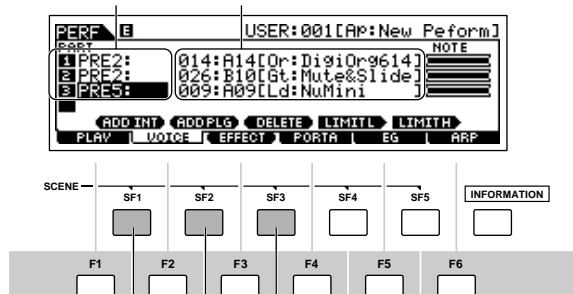 PERF E USER:001[AP:New Peform]
PART NOTE
1 PRE2: 014:A14[Or:DigiOrg614]
2 PRE2: 026:B10[Gt:Mute&Slide]
3 PRE5: 009:A09[Ld:NuMini ]
ADD INT ADD PLG DELETE LIMIT L LIMIT H
PLAY VOICE EFFECT PORTA EG ARP
SCENE SF1 SF2 SF3 SF4 SF5 INFORMATION
F1 F2 F3 F4 F5 F6